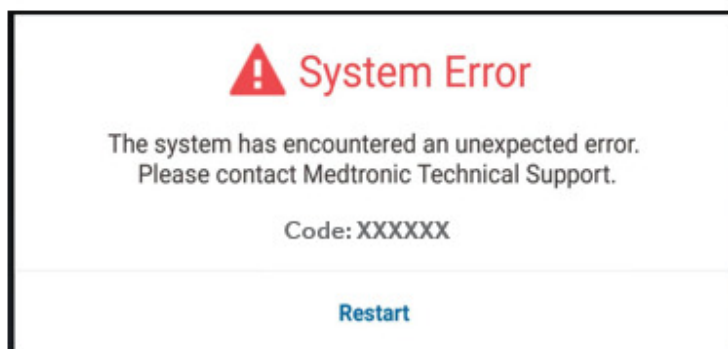 System Error
The system has encountered an unexpected error.
Please contact Medtronic Technical Support.
Code: XXXXXX
Restart